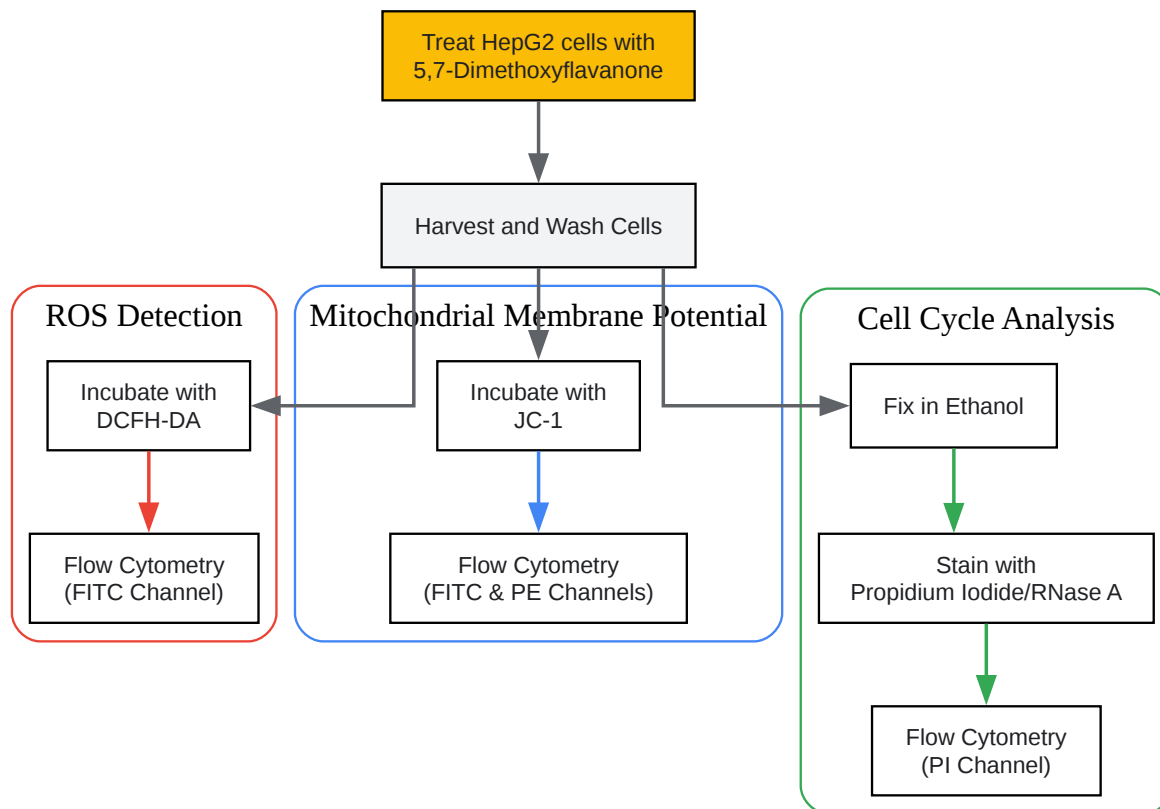 Treat HepG2 cells with
5,7-Dimethoxyflavanone
Harvest and Wash Cells
ROS Detection
Incubate with
DCFH-DA
Flow Cytometry
(FITC Channel)
Mitochondrial Membrane Potential
Incubate with
JC-1
Flow Cytometry
(FITC & PE Channels)
Cell Cycle Analysis
Fix in Ethanol
Stain with
Propidium Iodide/RNase A
Flow Cytometry
(PI Channel)